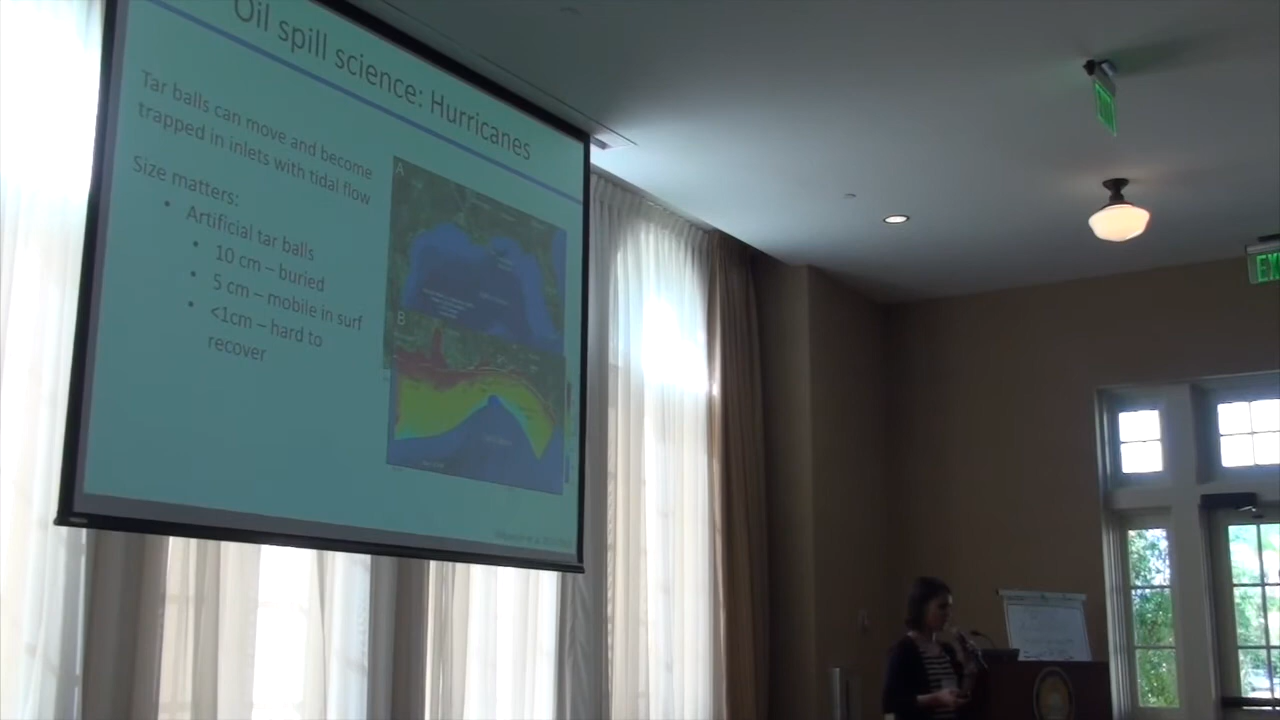 Oil spill science: Hurricanes
Tar balls can move and become
trapped in inlets with tidal flow
Size matters:
• Artificial tar balls
• 10 cm – buried
• 5 cm – mobile in surf
• <1cm – hard to
recover
A
B